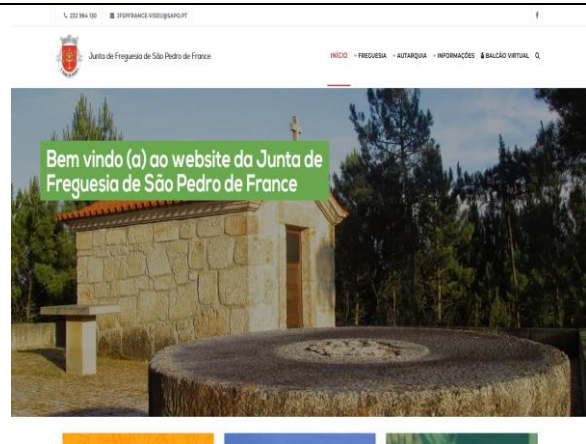 232 984 130 JFSPFRANCE-VISEU@SAPO.PT
Junta de Freguesia de São Pedro de France
INÍCIO FREGUESIA AUTARQUIA INFORMAÇÕES BALCÃO VIRTUAL
Bem vindo (a) ao website da Junta de
Freguesia de São Pedro de France